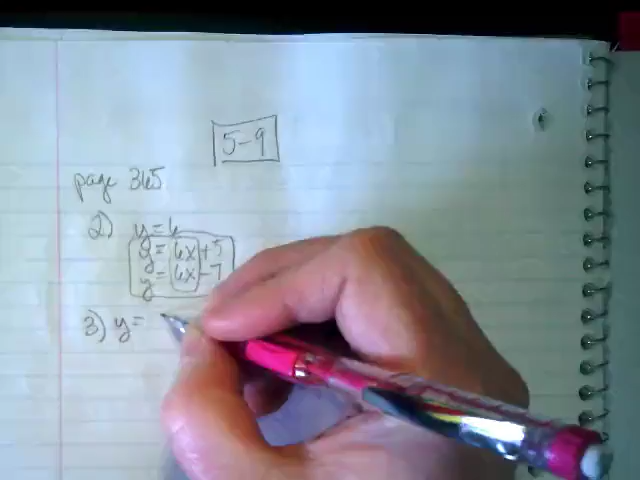 5-9
page 365
2) y = 6
y = 6x + 5
y = 6x - 7
y
3) y =